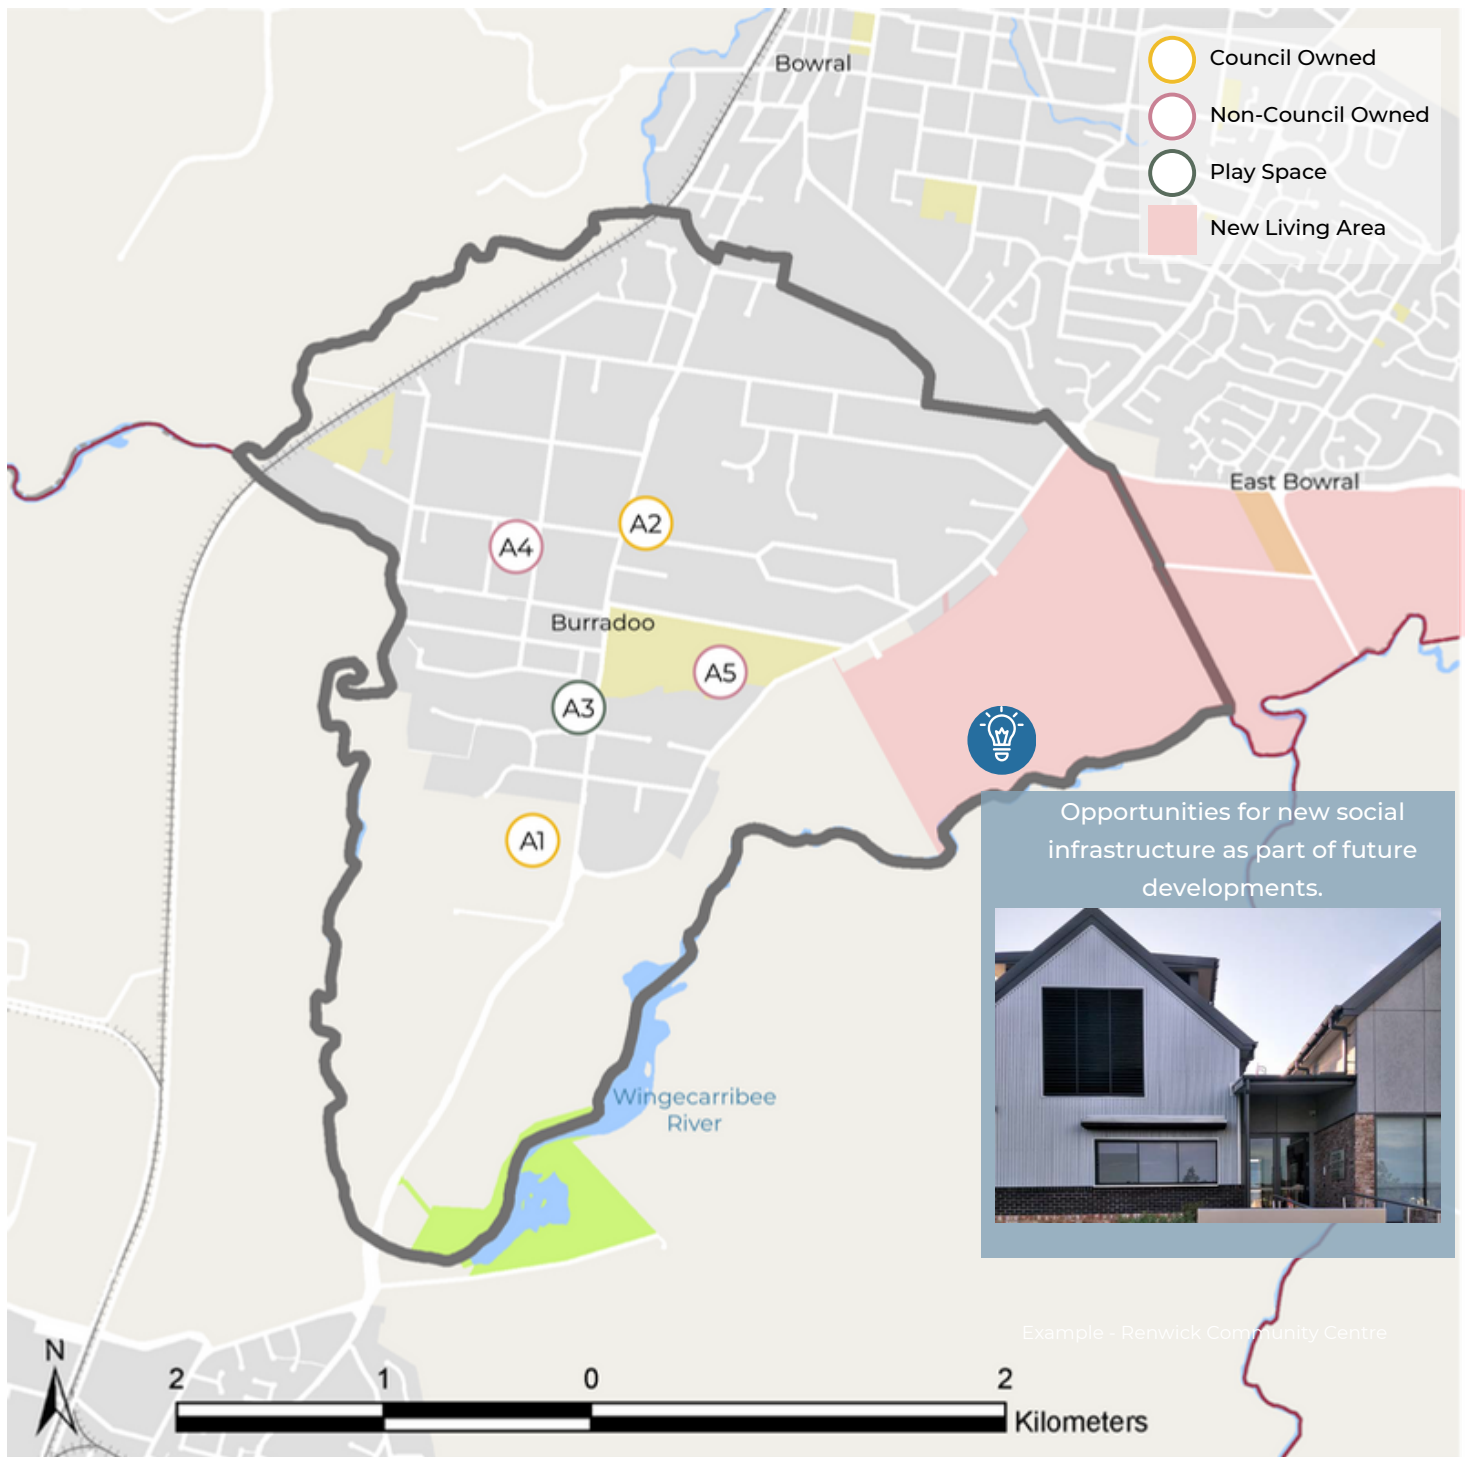 Bowral
Council Owned
Non-Council Owned
Play Space
New Living Area
East Bowral
A2
A4
Burradoo
A5
A3
A1
Opportunities for new social
infrastructure as part of future
developments.
Wingecarribee
River
Example - Renwick Community Centre
N
2 1 0 2
Kilometers